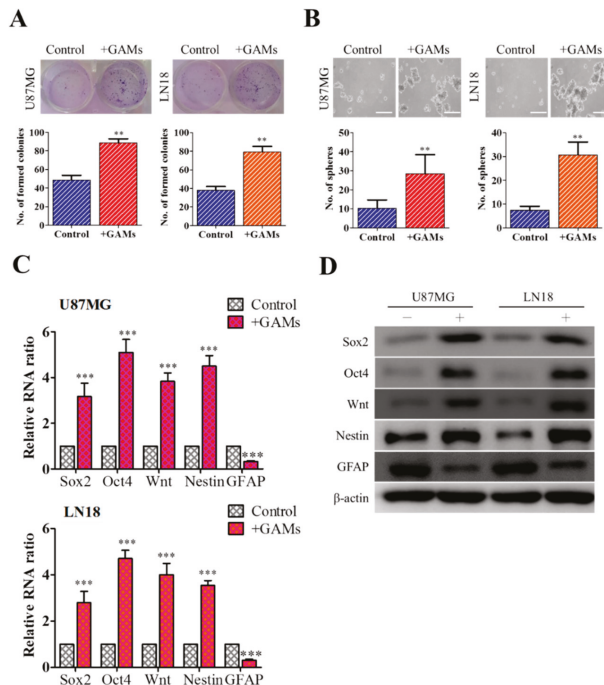 A
Control +GAMs Control +GAMs
U87MG
LN18
No. of formed colonies
100
80
60
40
20
0
**
Control +GAMs
No. of formed colonies
100
80
60
40
20
0
**
Control +GAMs
B
Control +GAMs Control +GAMs
U87MG
LN18
No. of spheres
50
40
30
20
10
0
**
Control +GAMs
No. of spheres
40
30
20
10
0
**
Control +GAMs
C
U87MG
Control
+GAMs
Relative RNA ratio
6
4
2
0
*** *** *** *** ***
Sox2 Oct4 Wnt Nestin GFAP
LN18
Control
+GAMs
Relative RNA ratio
6
4
2
0
*** *** *** *** ***
Sox2 Oct4 Wnt Nestin GFAP
D
U87MG LN18
− + +
Sox2
Oct4
Wnt
Nestin
GFAP
β-actin